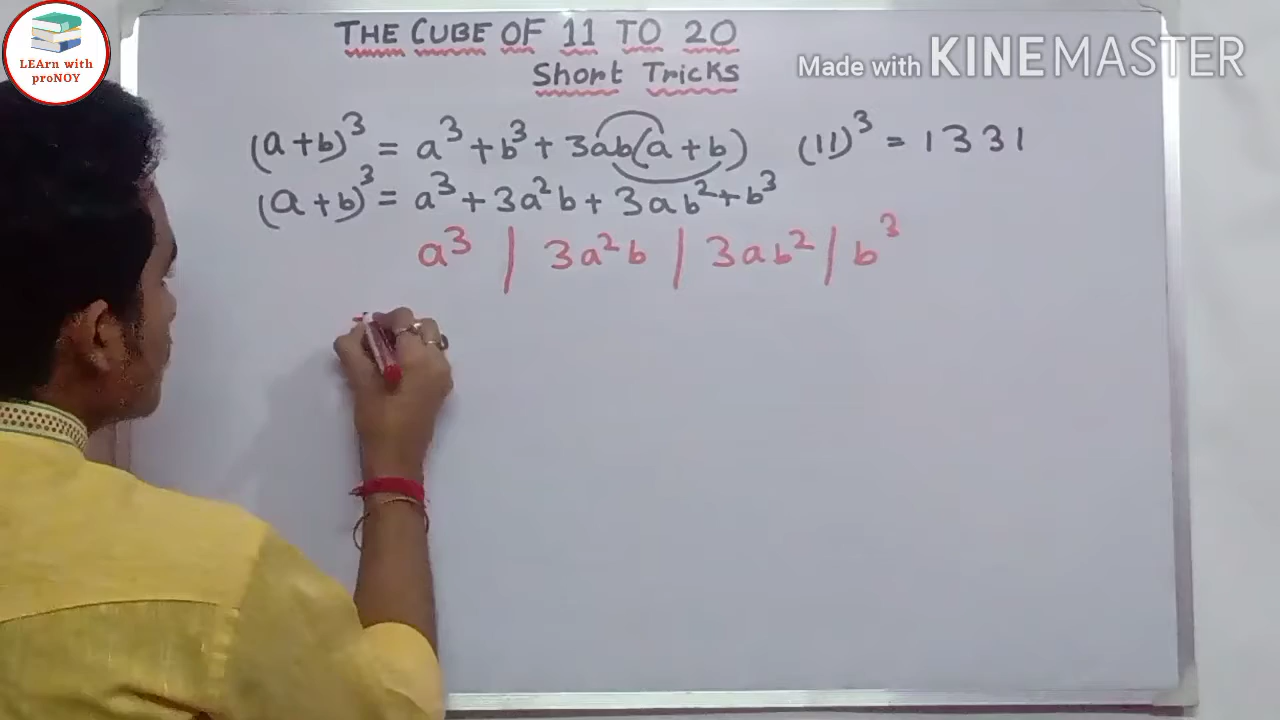 LEArn with
proNOY
THE CUBE OF 11 TO 20
Short Tricks
Made with KINEMASTER
(a+b)³ = a³+b³+3ab(a+b) (11)³ = 1331
(a+b)³ = a³+3a²b+3ab²+b³
a³ | 3a²b | 3ab² | b³